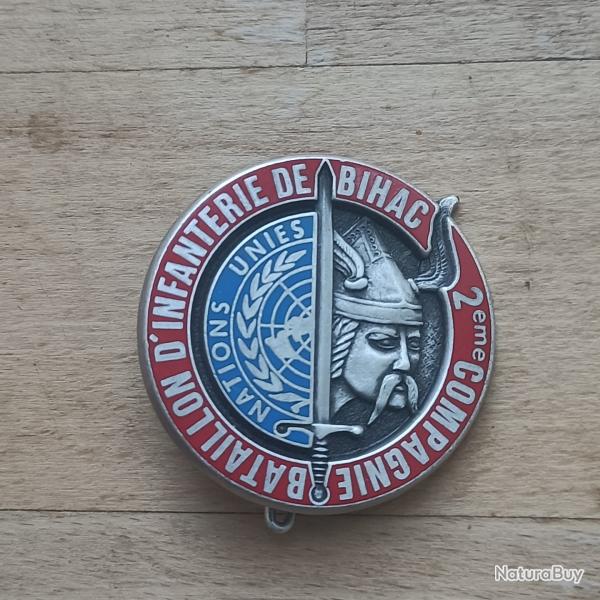 BATAILLON D'INFANTERIE DE BIHAC
2eme COMPAGNIE
NATIONS UNIES
NaturaBuy